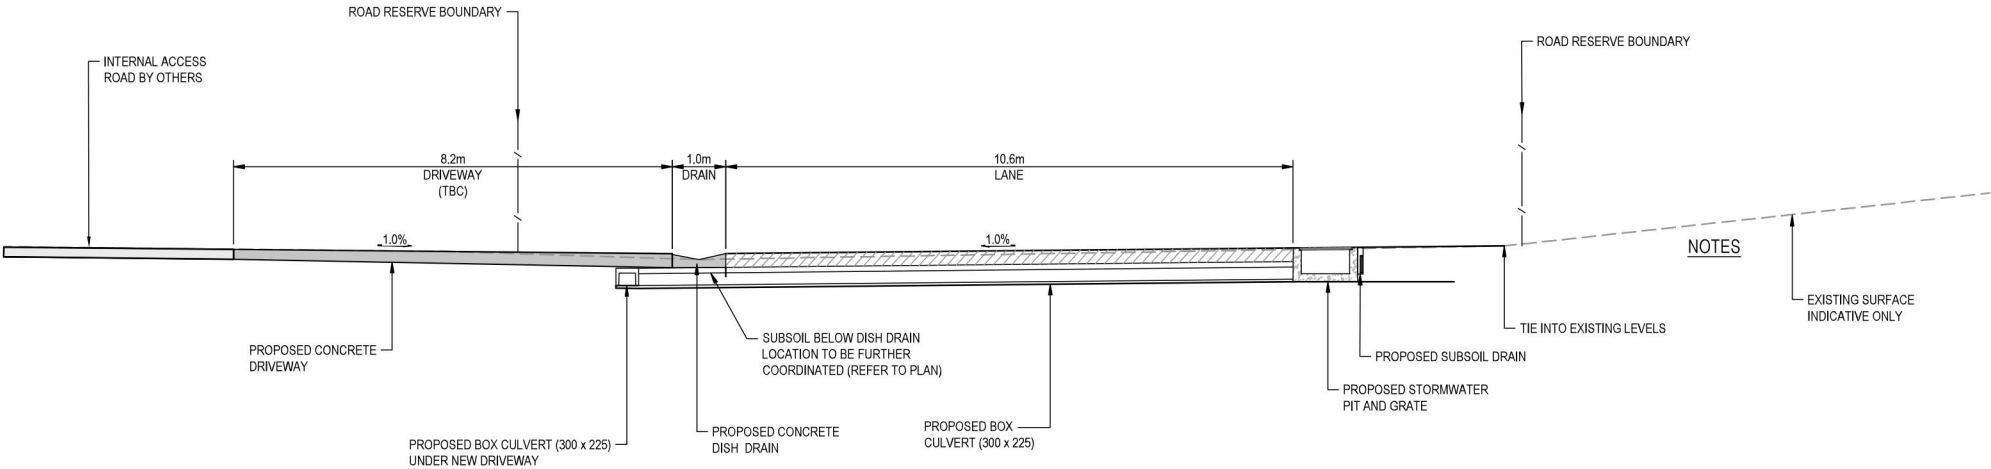 ROAD RESERVE BOUNDARY
ROAD RESERVE BOUNDARY
INTERNAL ACCESS
ROAD BY OTHERS
8.2m
DRIVEWAY
(TBC)
1.0m
DRAIN
10.6m
LANE
1.0%
1.0%
NOTES
EXISTING SURFACE
INDICATIVE ONLY
TIE INTO EXISTING LEVELS
PROPOSED SUBSOIL DRAIN
PROPOSED STORMWATER
PIT AND GRATE
SUBSOIL BELOW DISH DRAIN
LOCATION TO BE FURTHER
COORDINATED (REFER TO PLAN)
PROPOSED CONCRETE
DRIVEWAY
PROPOSED BOX CULVERT (300 x 225)
UNDER NEW DRIVEWAY
PROPOSED CONCRETE
DISH DRAIN
PROPOSED BOX
CULVERT (300 x 225)